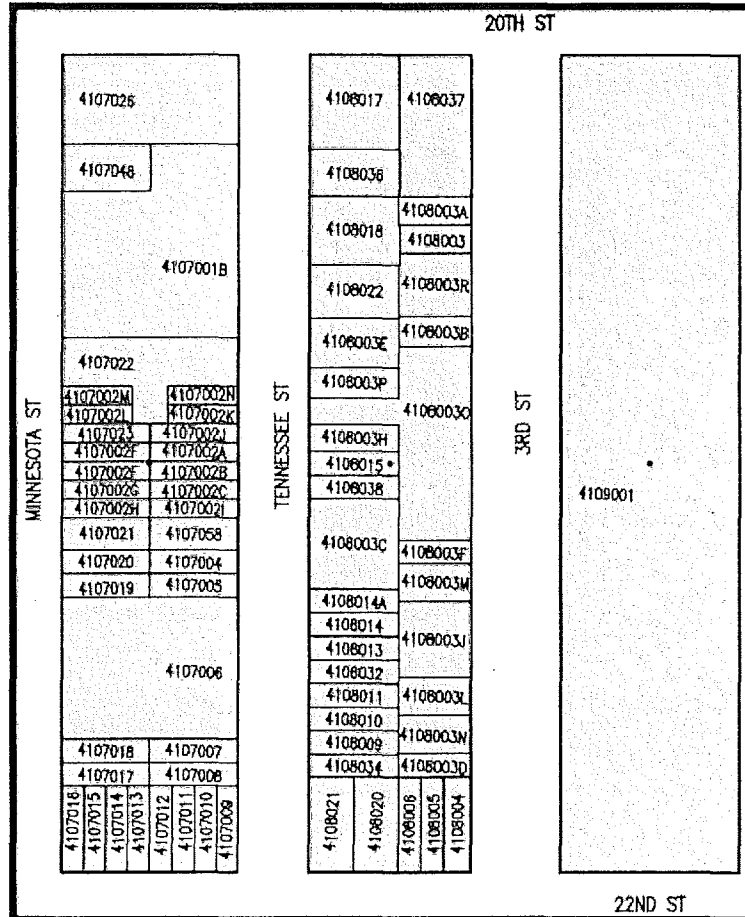 20TH ST
4107026
4107048
4107001B
4107022
4107002M
4107002N
4107002L
4107002K
4107023
4107002J
4107002F
4107002A
4107002E
4107002B
4107002G
4107002C
4107002H
4107002I
4107021
4107058
4107020
4107004
4107019
4107005
4107006
4107018
4107007
4107017
4107008
4107016
4107015
4107014
4107013
4107012
4107011
4107010
4107009
MINNESOTA ST
TENNESSEE ST
4108017
4108037
4108036
4108003A
4108018
4108003
4108003R
4108022
4108003B
4108003E
4108003P
4108003O
4108003H
4108015
4108038
4108003C
4108003F
4108003M
4108014A
4108014
4108013
4108003J
4108032
4108011
4108003L
4108010
4108009
4108003N
4108034
4108003D
4108021
4108020
4108006
4108005
4108004
3RD ST
4109001
22ND ST